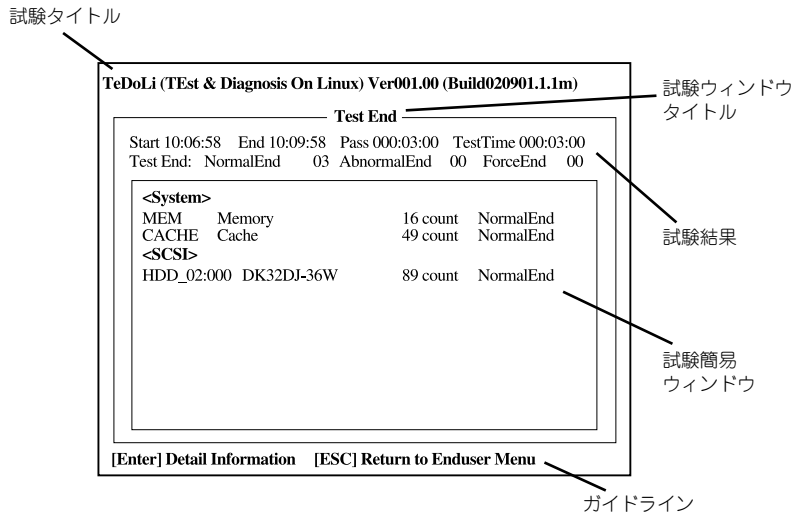 試験タイトル
TeDoLi (TEst & Diagnosis On Linux) Ver001.00 (Build020901.1.1m)
試験ウィンドウ
タイトル
Test End
Start 10:06:58 End 10:09:58 Pass 000:03:00 TestTime 000:03:00
Test End: NormalEnd 03 AbnormalEnd 00 ForceEnd 00
試験結果
<System>
MEM Memory 16 count NormalEnd
CACHE Cache 49 count NormalEnd
<SCSI>
HDD_02:000 DK32DJ-36W 89 count NormalEnd
試験簡易
ウィンドウ
[Enter] Detail Information [ESC] Return to Enduser Menu
ガイドライン